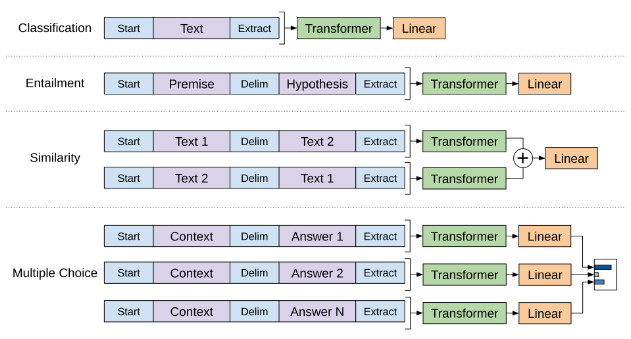 Classification Start Text Extract Transformer Linear
Entailment Start Premise Delim Hypothesis Extract Transformer Linear
Start Text 1 Delim Text 2 Extract Transformer
Similarity + Linear
Start Text 2 Delim Text 1 Extract Transformer
Start Context Delim Answer 1 Extract Transformer Linear
Multiple Choice Start Context Delim Answer 2 Extract Transformer Linear
Start Context Delim Answer N Extract Transformer Linear